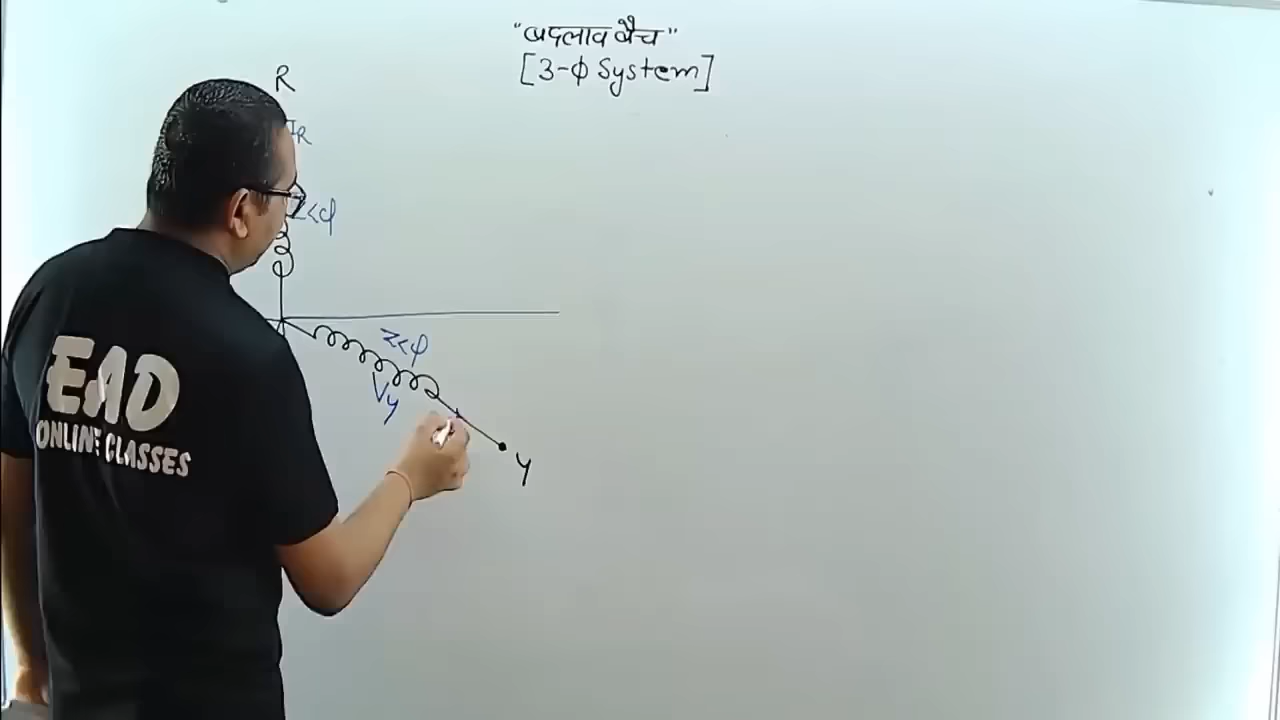 "बदलाव बैच"
[3-ϕ System]
R
IR
Z<φ
Z<φ
Vy
y
EAD
ONLINE CLASSES